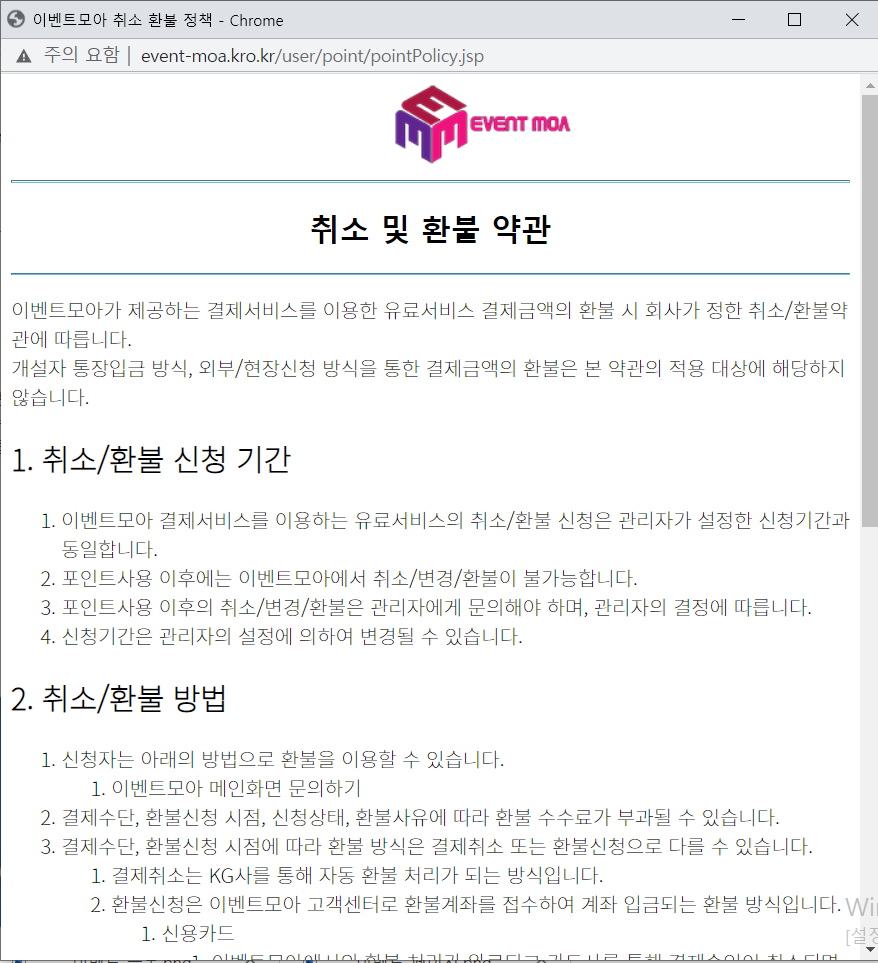 이벤트모아 취소 환불 정책 - Chrome
주의 요함 | event-moa.kro.kr/user/point/pointPolicy.jsp
EVENT MOA
취소 및 환불 약관
이벤트모아가 제공하는 결제서비스를 이용한 유료서비스 결제금액의 환불 시 회사가 정한 취소/환불약
관에 따릅니다.
개설자 통장입금 방식, 외부/현장신청 방식을 통한 결제금액의 환불은 본 약관의 적용 대상에 해당하지
않습니다.
1. 취소/환불 신청 기간
1. 이벤트모아 결제서비스를 이용하는 유료서비스의 취소/환불 신청은 관리자가 설정한 신청기간과
동일합니다.
2. 포인트사용 이후에는 이벤트모아에서 취소/변경/환불이 불가능합니다.
3. 포인트사용 이후의 취소/변경/환불은 관리자에게 문의해야 하며, 관리자의 결정에 따릅니다.
4. 신청기간은 관리자의 설정에 의하여 변경될 수 있습니다.
2. 취소/환불 방법
1. 신청자는 아래의 방법으로 환불을 이용할 수 있습니다.
1. 이벤트모아 메인화면 문의하기
2. 결제수단, 환불신청 시점, 신청상태, 환불사유에 따라 환불 수수료가 부과될 수 있습니다.
3. 결제수단, 환불신청 시점에 따라 환불 방식은 결제취소 또는 환불신청으로 다를 수 있습니다.
1. 결제취소는 KG사를 통해 자동 환불 처리가 되는 방식입니다.
2. 환불신청은 이벤트모아 고객센터로 환불계좌를 접수하여 계좌 입금되는 환불 방식입니다.
Win
1. 신용카드
[설정